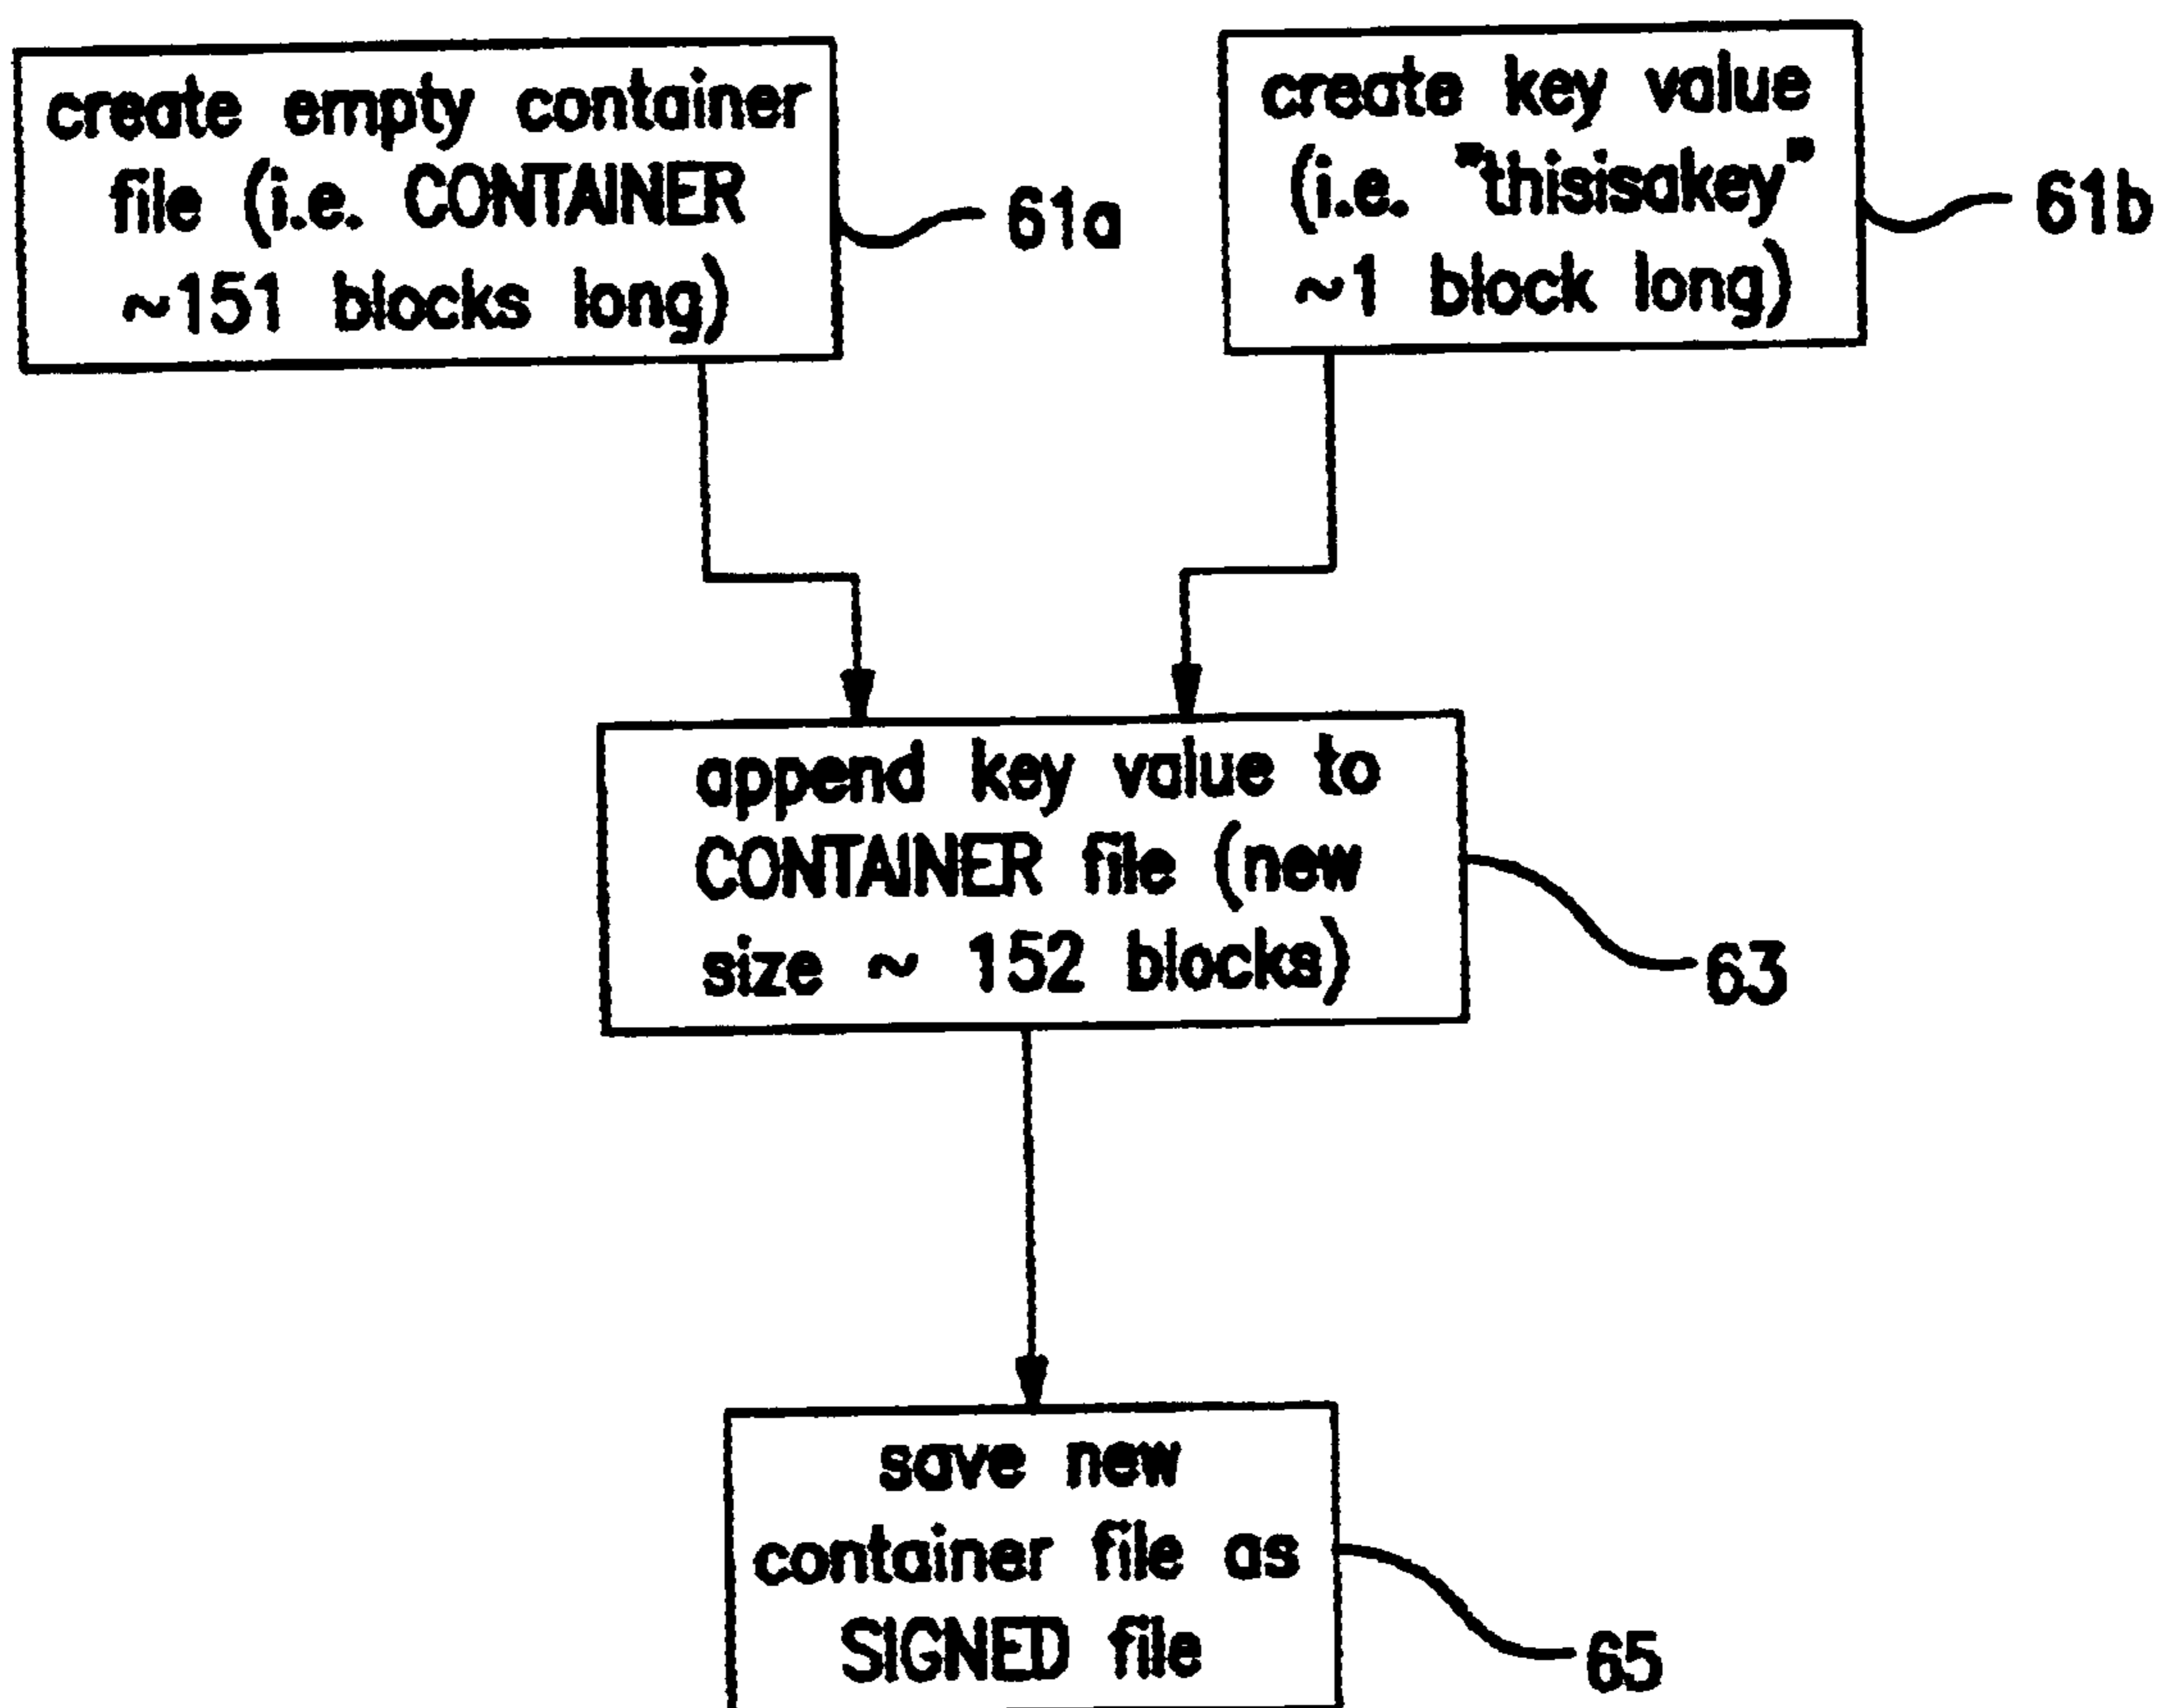 create empty container
file (i.e. CONTAINER
~151 blocks long)
61a
create key value
(i.e. "thisisakey"
~1 block long)
61b
append key value to
CONTAINER file (new
size ~ 152 blocks)
63
save new
container file as
SIGNED file
65